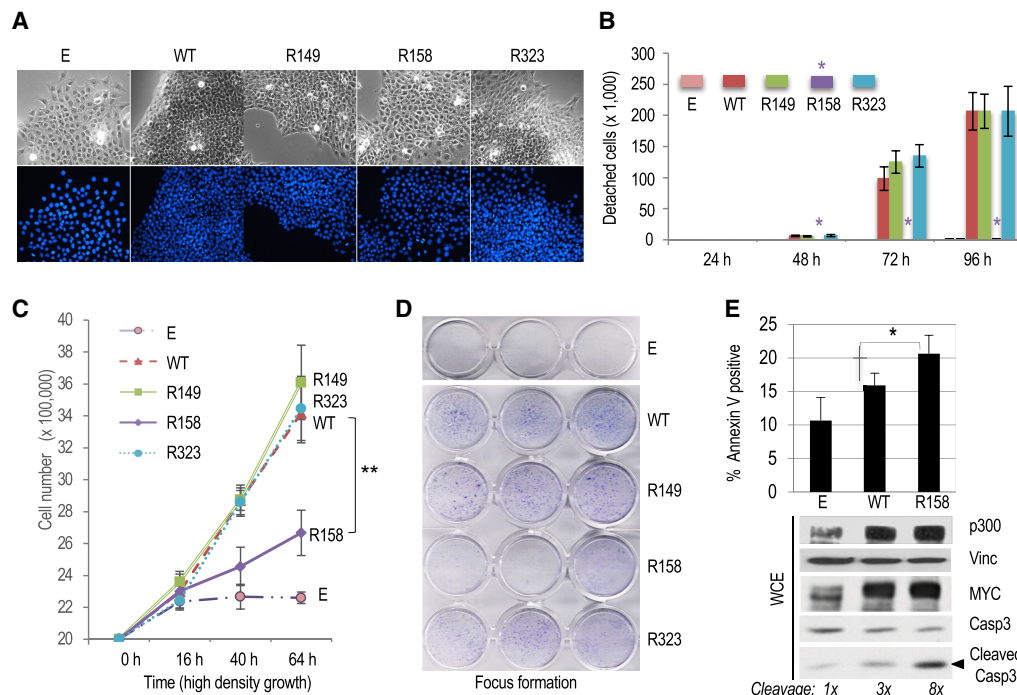 A
E WT R149 R158 R323
B
Detached cells (x 1,000)
300
250
200
150
100
50
0
*
E WT R149 R158 R323
* * *
24 h 48 h 72 h 96 h
C
Cell number (x 100,000)
40
38
36
34
32
30
28
26
24
22
20
E
WT
R149
R158
R323
R149
R323
WT
**
R158
E
0 h 16 h 40 h 64 h
Time (high density growth)
D
E
WT
R149
R158
R323
Focus formation
E
% Annexin V positive
25
20
15
10
5
0
*
E WT R158
WCE
p300
Vinc
MYC
Casp3
Cleaved
Casp3
Cleavage: 1x 3x 8x